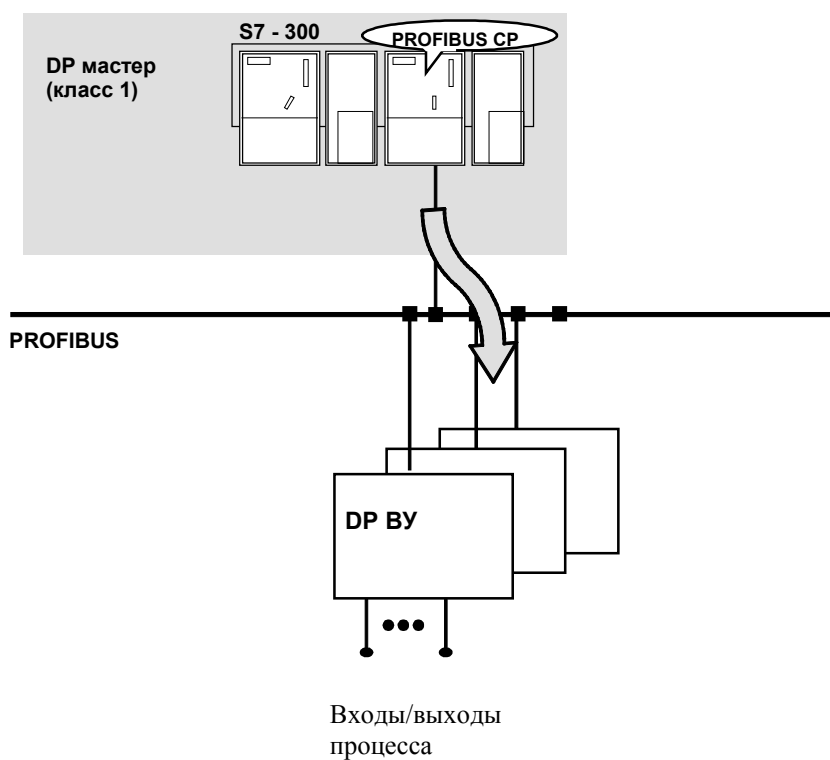 S7 - 300
PROFIBUS CP
DP мастер
(класс 1)
PROFIBUS
DP ВУ
Входы/выходы
процесса